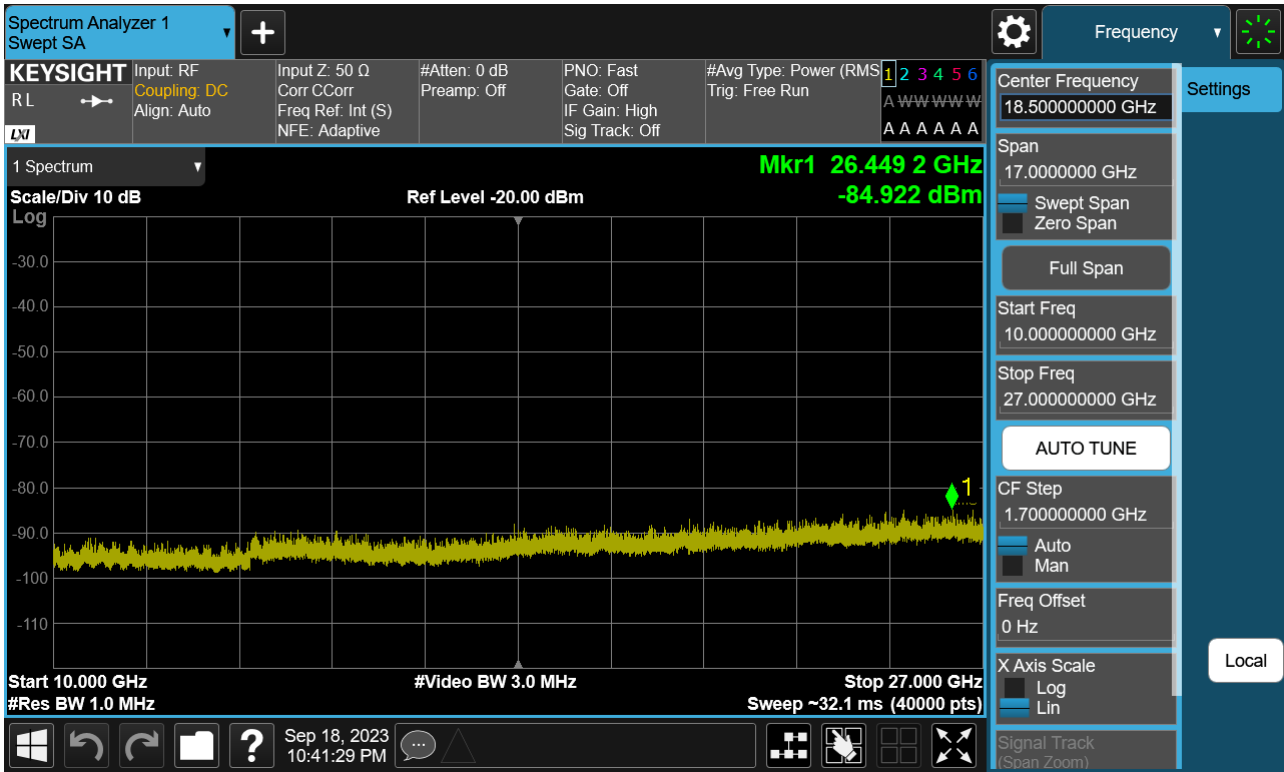 Spectrum Analyzer 1
Swept SA
+
Frequency
KEYSIGHT
R L
LXI
Input: RF
Coupling: DC
Align: Auto
Input Z: 50 Ω
Corr CCorr
Freq Ref: Int (S)
NFE: Adaptive
#Atten: 0 dB
Preamp: Off
PNO: Fast
Gate: Off
IF Gain: High
Sig Track: Off
#Avg Type: Power (RMS
Trig: Free Run
1 2 3 4 5 6
A W W W W W
A A A A A A
1 Spectrum
Mkr1 26.449 2 GHz
Scale/Div 10 dB
Ref Level -20.00 dBm
-84.922 dBm
Log
-30.0
-40.0
-50.0
-60.0
-70.0
-80.0
1
-90.0
-100
-110
Start 10.000 GHz
#Video BW 3.0 MHz
Stop 27.000 GHz
#Res BW 1.0 MHz
Sweep ~32.1 ms (40000 pts)
Center Frequency
18.500000000 GHz
Span
17.0000000 GHz
Swept Span
Zero Span
Full Span
Start Freq
10.000000000 GHz
Stop Freq
27.000000000 GHz
AUTO TUNE
CF Step
1.700000000 GHz
Auto
Man
Freq Offset
0 Hz
X Axis Scale
Log
Lin
Signal Track
(Span Zoom)
Settings
Local
?
Sep 18, 2023
10:41:29 PM